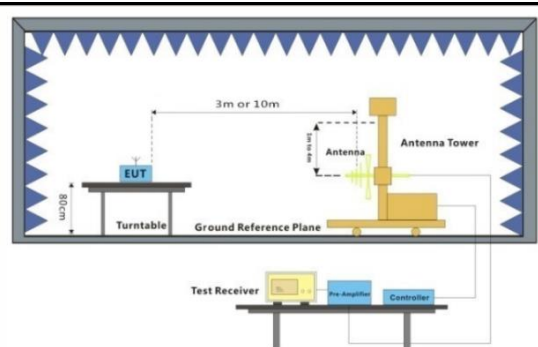 3m or 10m
Antenna Tower
1m to 4m
Antenna
EUT
80cm
Turntable
Ground Reference Plane
Test Receiver
Pre-Amplifier
Controller